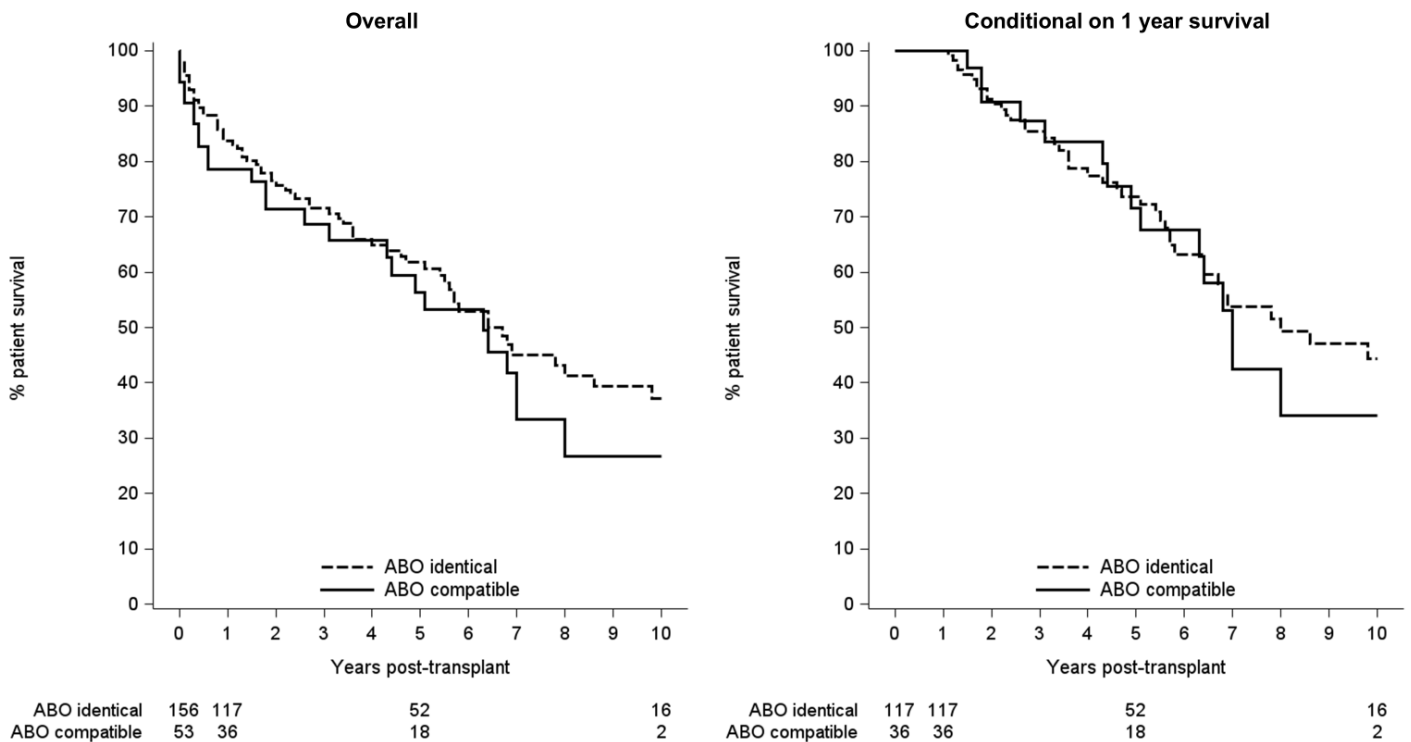 Overall
100
90
80
70
60
50
40
30
20
10
0
% patient survival
ABO identical
ABO compatible
0 1 2 3 4 5 6 7 8 9 10
Years post-transplant
ABO identical 156 117 52 16
ABO compatible 53 36 18 2
Conditional on 1 year survival
100
90
80
70
60
50
40
30
20
10
0
% patient survival
ABO identical
ABO compatible
0 1 2 3 4 5 6 7 8 9 10
Years post-transplant
ABO identical 117 117 52 16
ABO compatible 36 36 18 2